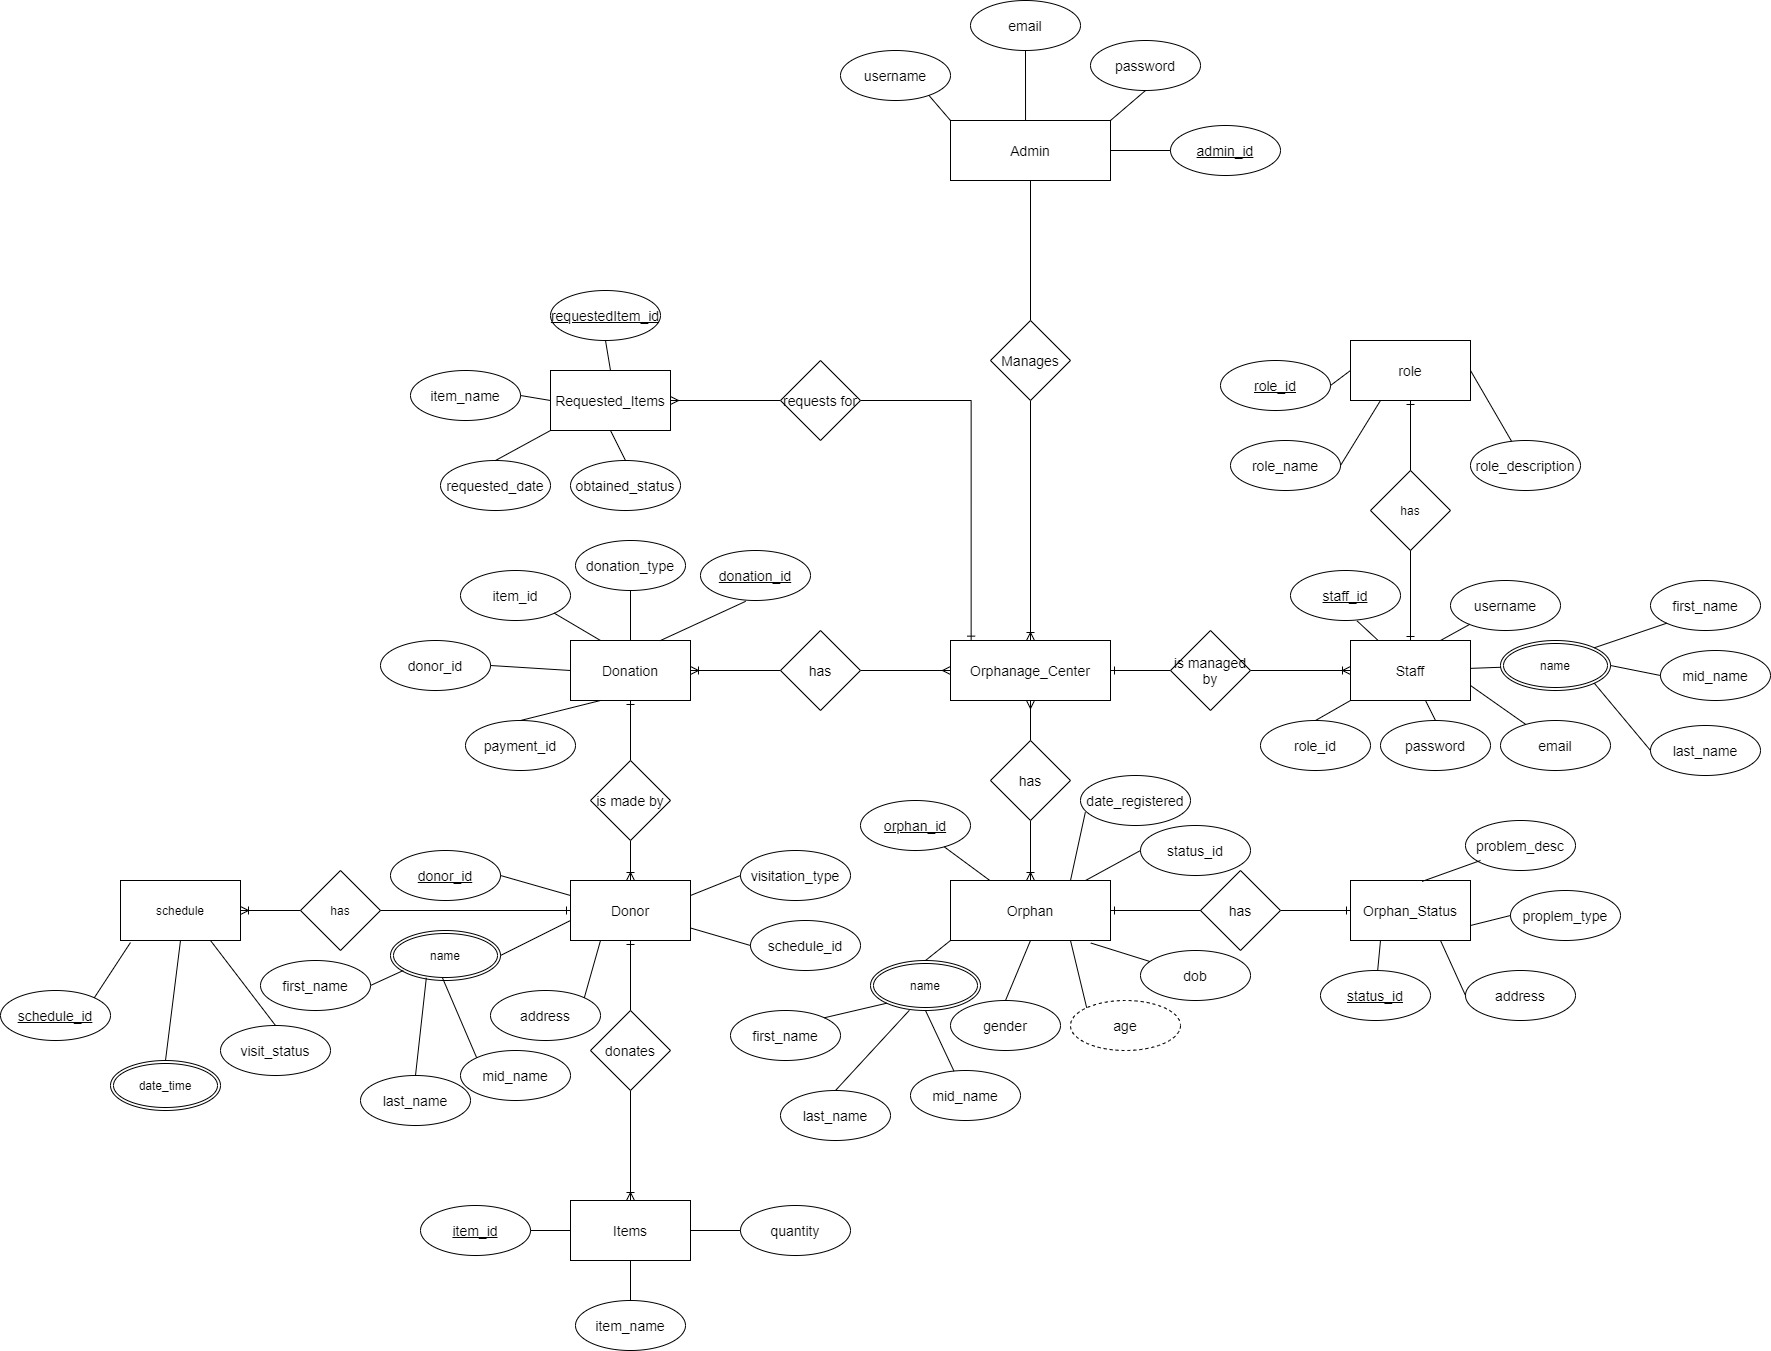 email
username
password
Admin
admin_id
requestedItem_id
Manages
item_name
Requested_Items
requests for
role
role_id
role_name
role_description
requested_date
obtained_status
has
donation_type
donation_id
item_id
staff_id
username
first_name
donor_id
Donation
has
Orphanage_Center
is managed
by
Staff
name
mid_name
payment_id
role_id
password
email
last_name
is made by
has
date_registered
orphan_id
status_id
problem_desc
donor_id
visitation_type
schedule
has
Donor
Orphan
has
Orphan_Status
proplem_type
name
schedule_id
first_name
name
dob
schedule_id
address
gender
age
status_id
address
visit_status
donates
first_name
date_time
mid_name
last_name
mid_name
last_name
item_id
Items
quantity
item_name